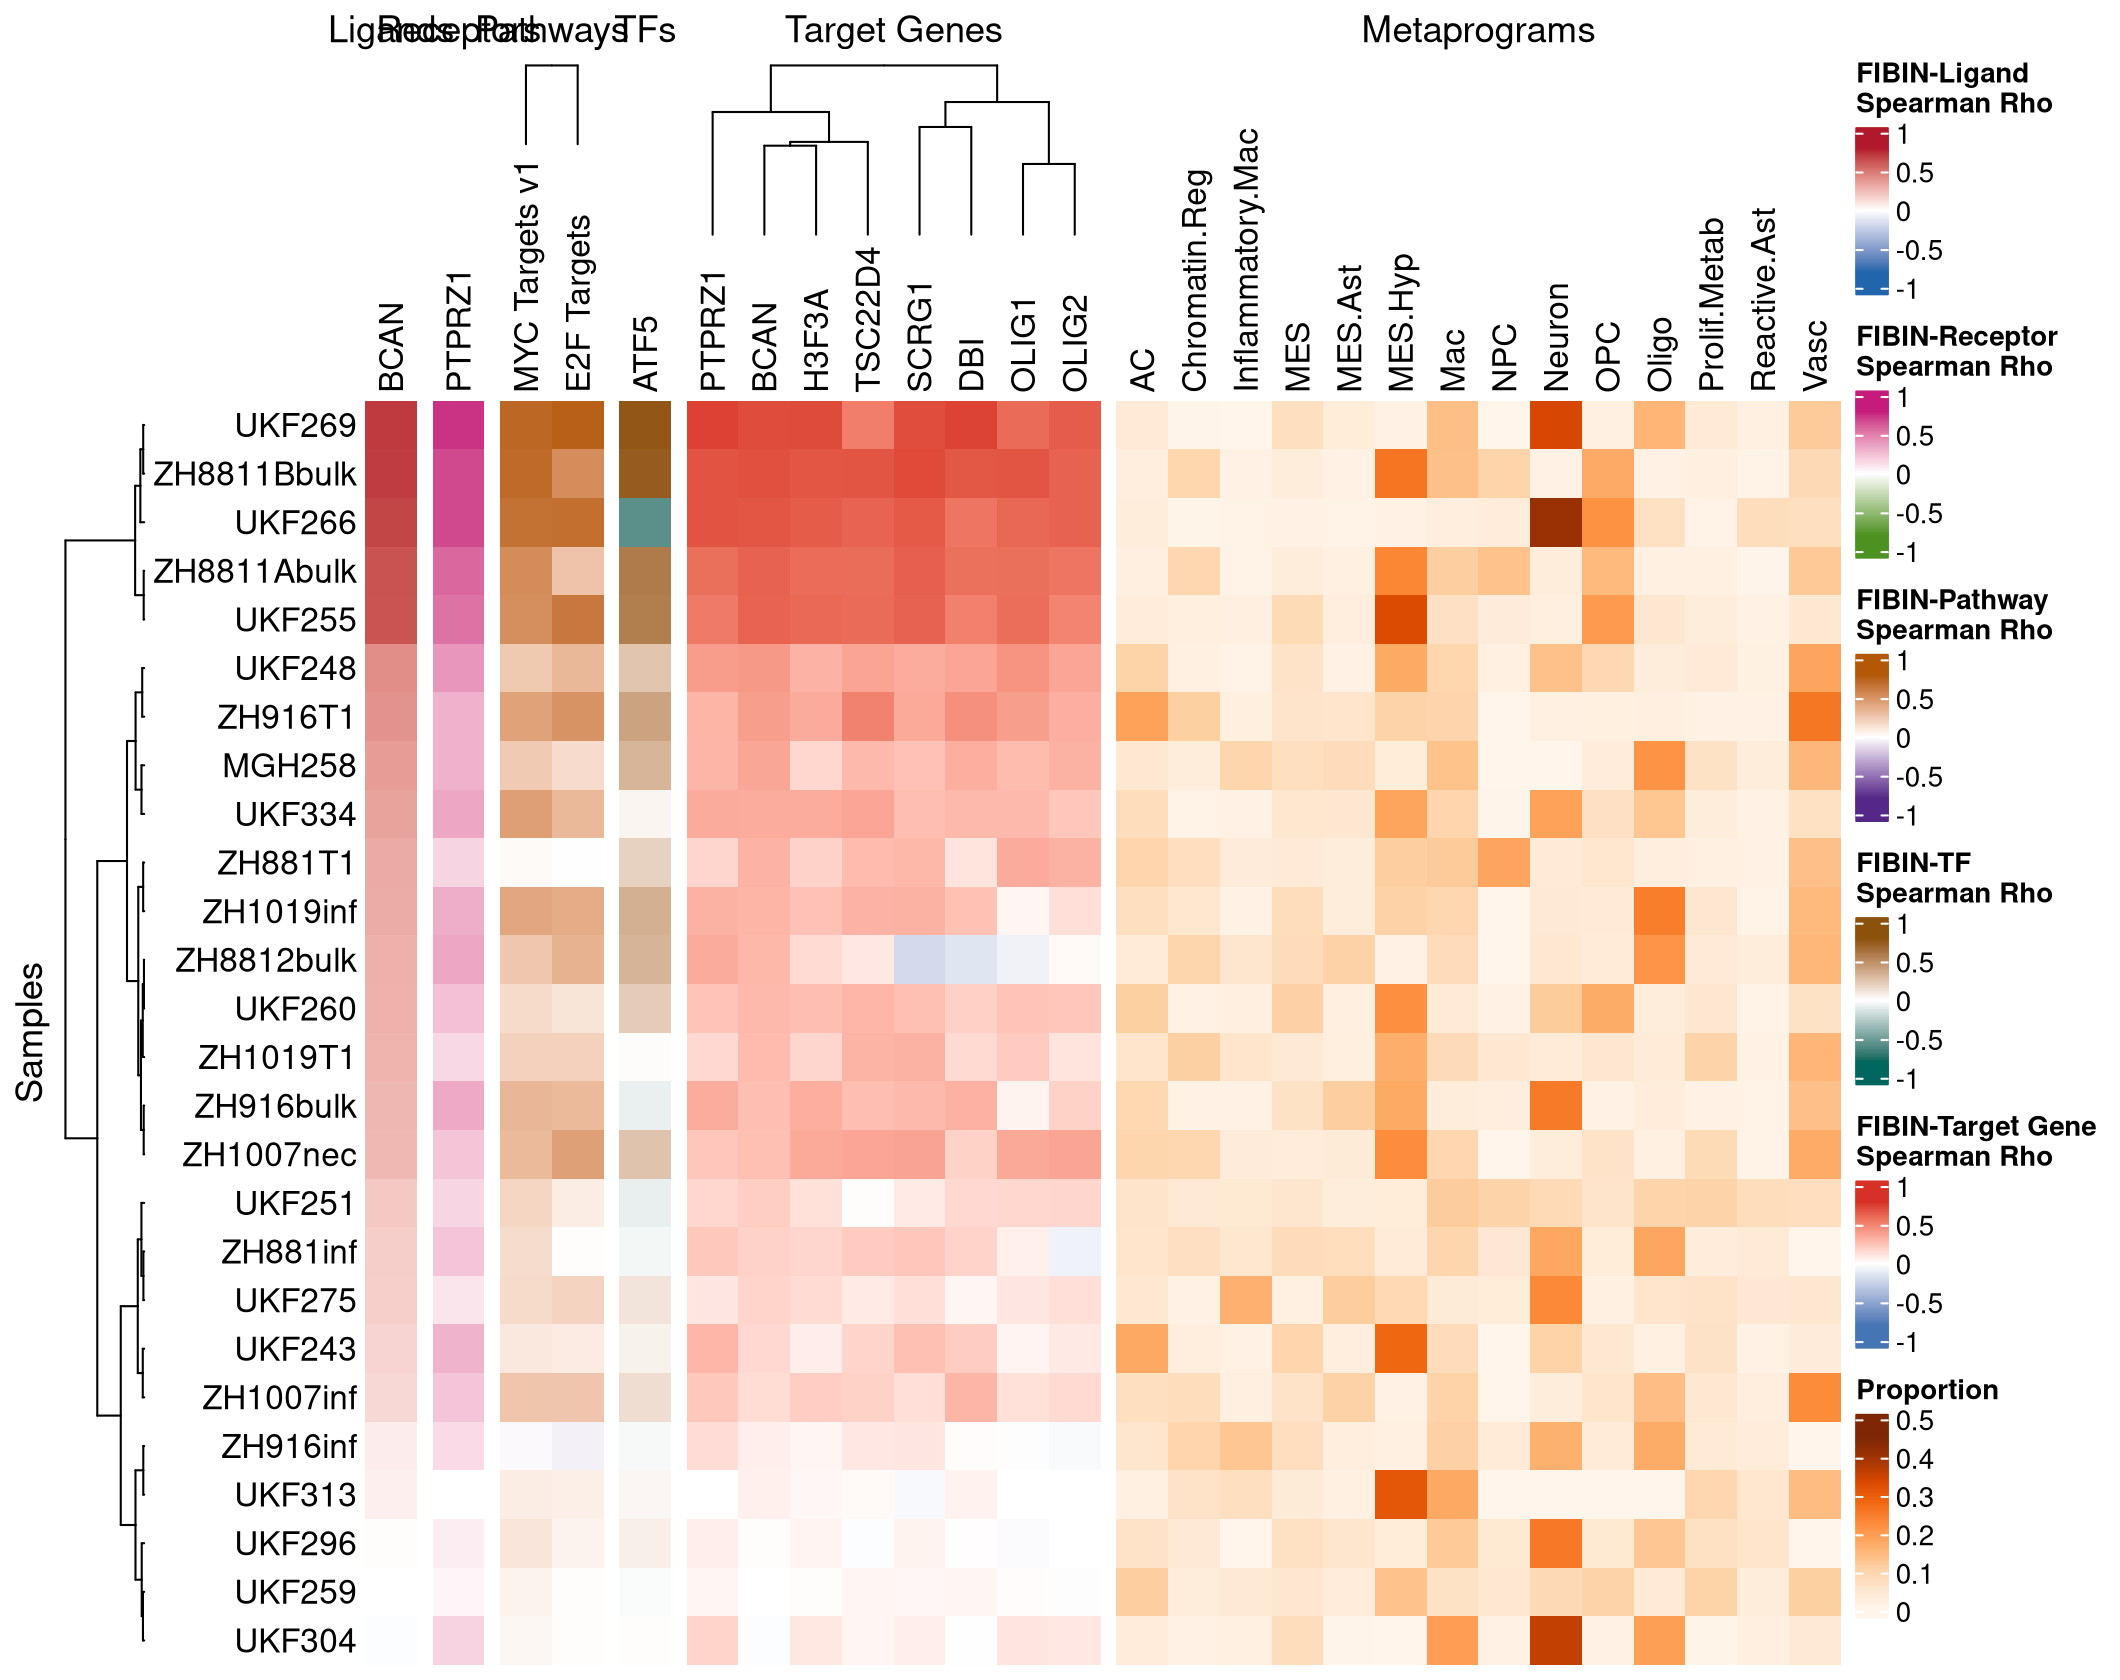 Ligands Receptors Pathways TFs Target Genes Metaprograms
BCAN
PTPRZ1
MYC Targets v1
E2F Targets
ATF5
PTPRZ1
BCAN
H3F3A
TSC22D4
SCRG1
DBI
OLIG1
OLIG2
AC
Chromatin.Reg
Inflammatory.Mac
MES
MES.Ast
MES.Hyp
Mac
NPC
Neuron
OPC
Oligo
Prolif.Metab
Reactive.Ast
Vasc
Samples
UKF269
ZH8811Bbulk
UKF266
ZH8811Abulk
UKF255
UKF248
ZH916T1
MGH258
UKF334
ZH881T1
ZH1019inf
ZH8812bulk
UKF260
ZH1019T1
ZH916bulk
ZH1007nec
UKF251
ZH881inf
UKF275
UKF243
ZH1007inf
ZH916inf
UKF313
UKF296
UKF259
UKF304
FIBIN-Ligand
Spearman Rho
1
0.5
0
-0.5
-1
FIBIN-Receptor
Spearman Rho
1
0.5
0
-0.5
-1
FIBIN-Pathway
Spearman Rho
1
0.5
0
-0.5
-1
FIBIN-TF
Spearman Rho
1
0.5
0
-0.5
-1
FIBIN-Target Gene
Spearman Rho
1
0.5
0
-0.5
-1
Proportion
0.5
0.4
0.3
0.2
0.1
0